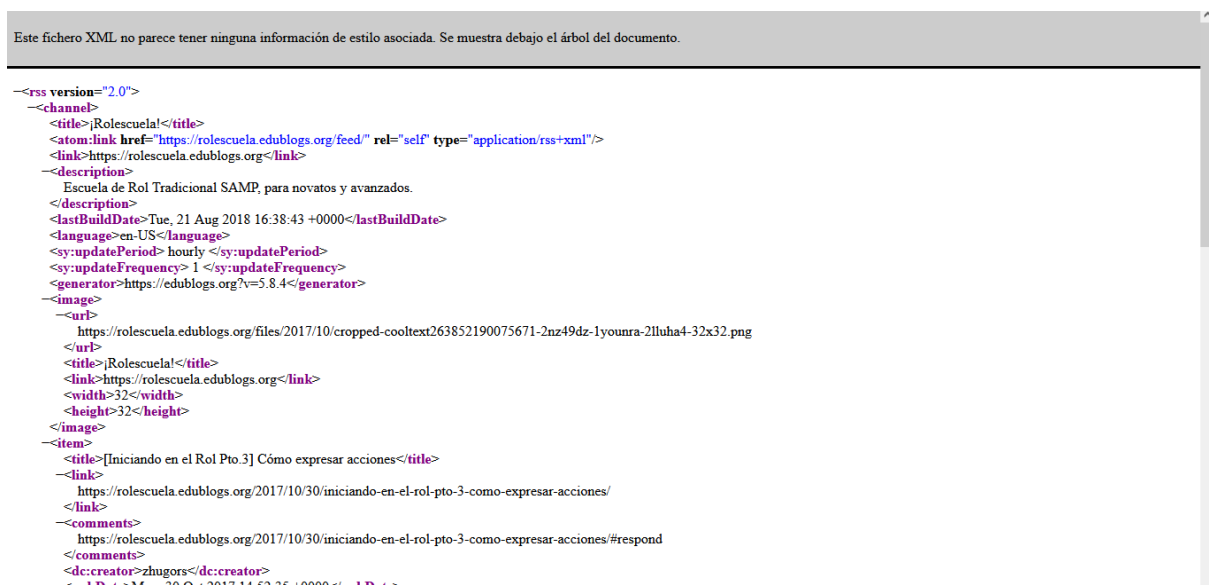 Este fichero XML no parece tener ninguna información de estilo asociada. Se muestra debajo el árbol del documento.
−<rss version="2.0">
−<channel>
<title>¡Rolescuela!</title>
<atom:link href="https://rolescuela.edublogs.org/feed/" rel="self" type="application/rss+xml"/>
<link>https://rolescuela.edublogs.org</link>
−<description>
Escuela de Rol Tradicional SAMP, para novatos y avanzados.
</description>
<lastBuildDate>Tue, 21 Aug 2018 16:38:43 +0000</lastBuildDate>
<language>en-US</language>
<sy:updatePeriod> hourly </sy:updatePeriod>
<sy:updateFrequency> 1 </sy:updateFrequency>
<generator>https://edublogs.org?v=5.8.4</generator>
−<image>
−<url>
https://rolescuela.edublogs.org/files/2017/10/cropped-cooltext263852190075671-2nz49dz-1younra-2lluha4-32x32.png
</url>
<title>¡Rolescuela!</title>
<link>https://rolescuela.edublogs.org</link>
<width>32</width>
<height>32</height>
</image>
−<item>
<title>[Iniciando en el Rol Pto.3] Cómo expresar acciones</title>
−<link>
https://rolescuela.edublogs.org/2017/10/30/iniciando-en-el-rol-pto-3-como-expresar-acciones/
</link>
−<comments>
https://rolescuela.edublogs.org/2017/10/30/iniciando-en-el-rol-pto-3-como-expresar-acciones/#respond
</comments>
<dc:creator>zhugors</dc:creator>